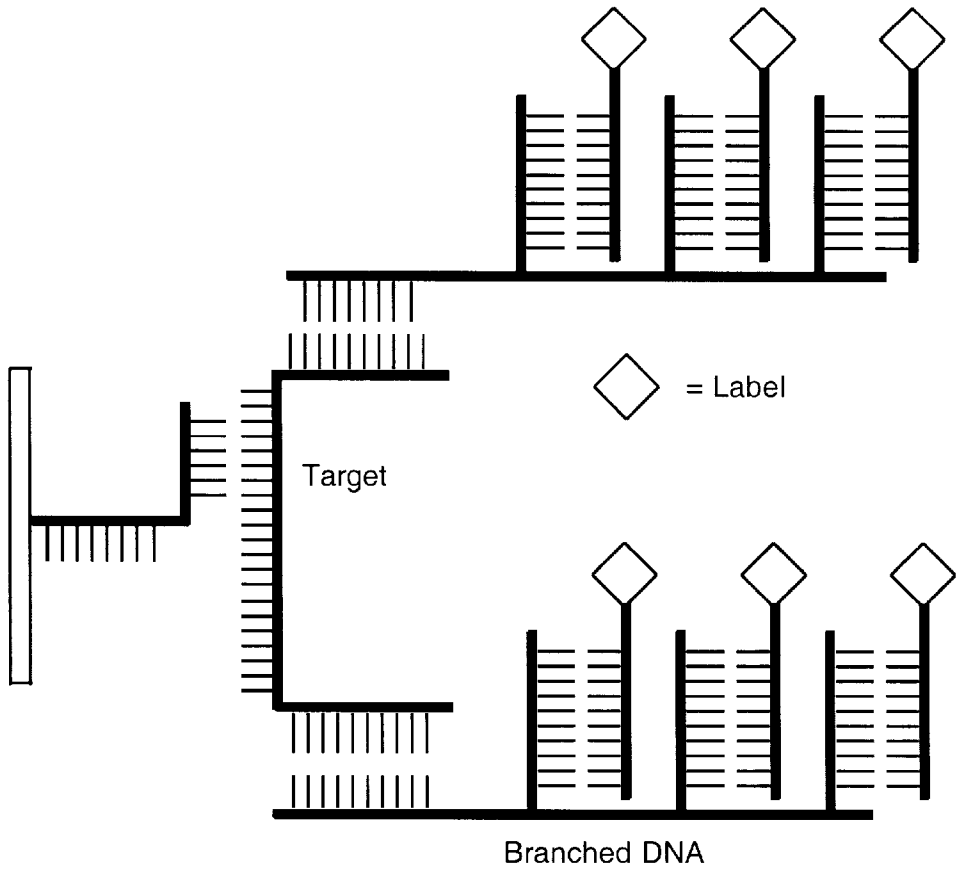 = Label
Target
Branched DNA